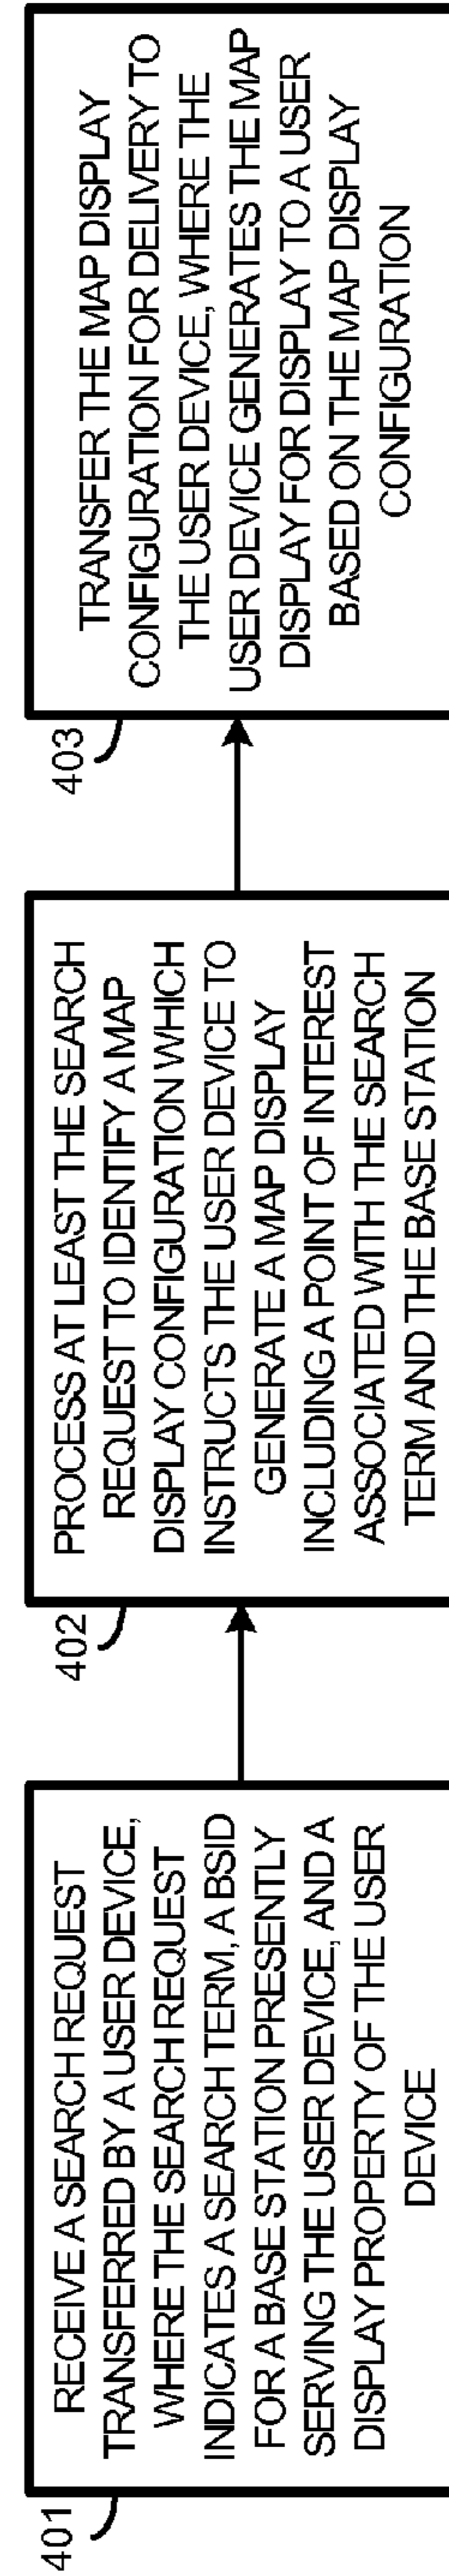 401
RECEIVE A SEARCH REQUEST
TRANSFERRED BY A USER DEVICE,
WHERE THE SEARCH REQUEST
INDICATES A SEARCH TERM, A BSID
FOR A BASE STATION PRESENTLY
SERVING THE USER DEVICE, AND A
DISPLAY PROPERTY OF THE USER
DEVICE
402
PROCESS AT LEAST THE SEARCH
REQUEST TO IDENTIFY A MAP
DISPLAY CONFIGURATION WHICH
INSTRUCTS THE USER DEVICE TO
GENERATE A MAP DISPLAY
INCLUDING A POINT OF INTEREST
ASSOCIATED WITH THE SEARCH
TERM AND THE BASE STATION
403
TRANSFER THE MAP DISPLAY
CONFIGURATION FOR DELIVERY TO
THE USER DEVICE, WHERE THE
USER DEVICE GENERATES THE MAP
DISPLAY FOR DISPLAY TO A USER
BASED ON THE MAP DISPLAY
CONFIGURATION